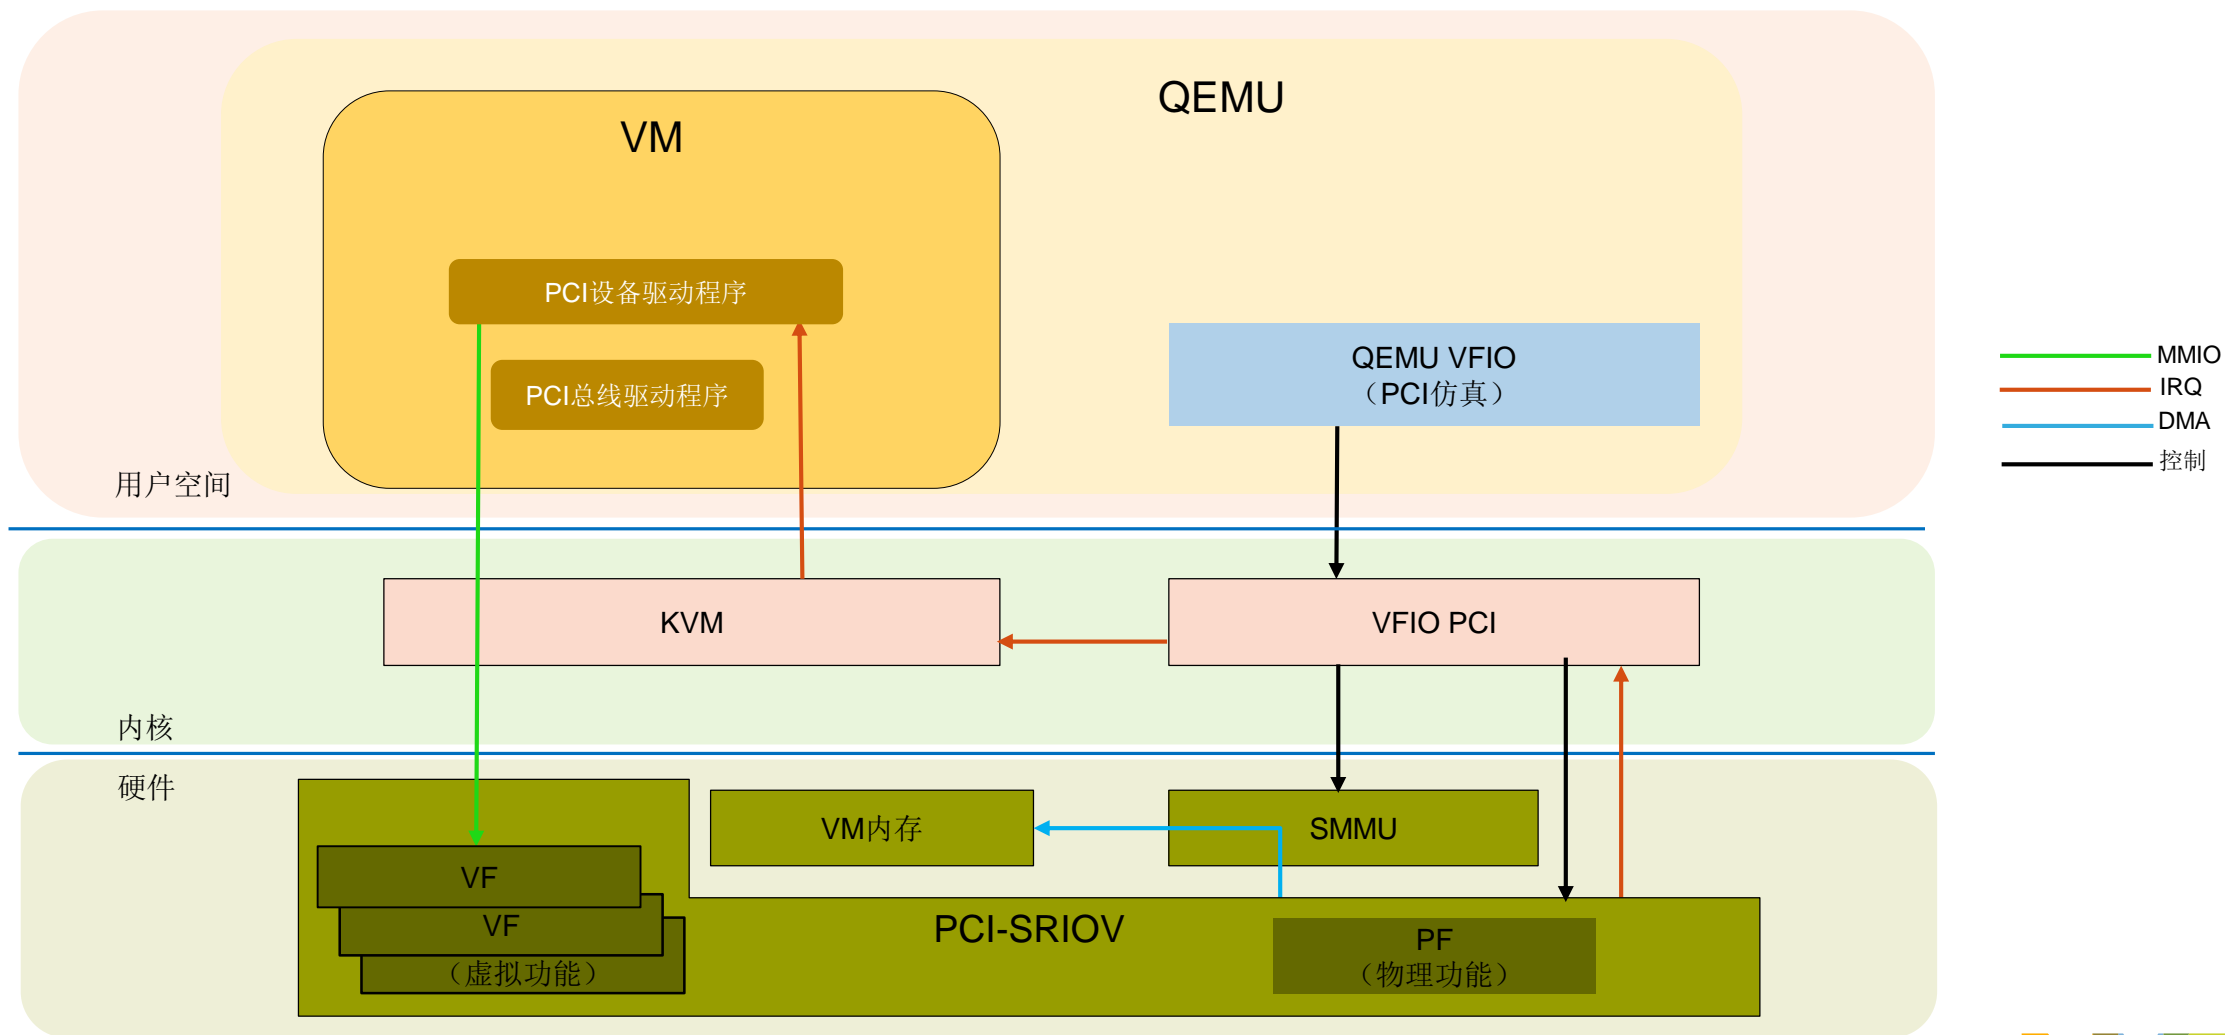 QEMU
VM
PCI设备驱动程序
PCI总线驱动程序
QEMU VFIO
（PCI仿真）
用户空间
MMIO
IRQ
DMA
控制
KVM
VFIO PCI
内核
硬件
VM内存
SMMU
VF
VF
（虚拟功能）
PCI-SRIOV
PF
（物理功能）